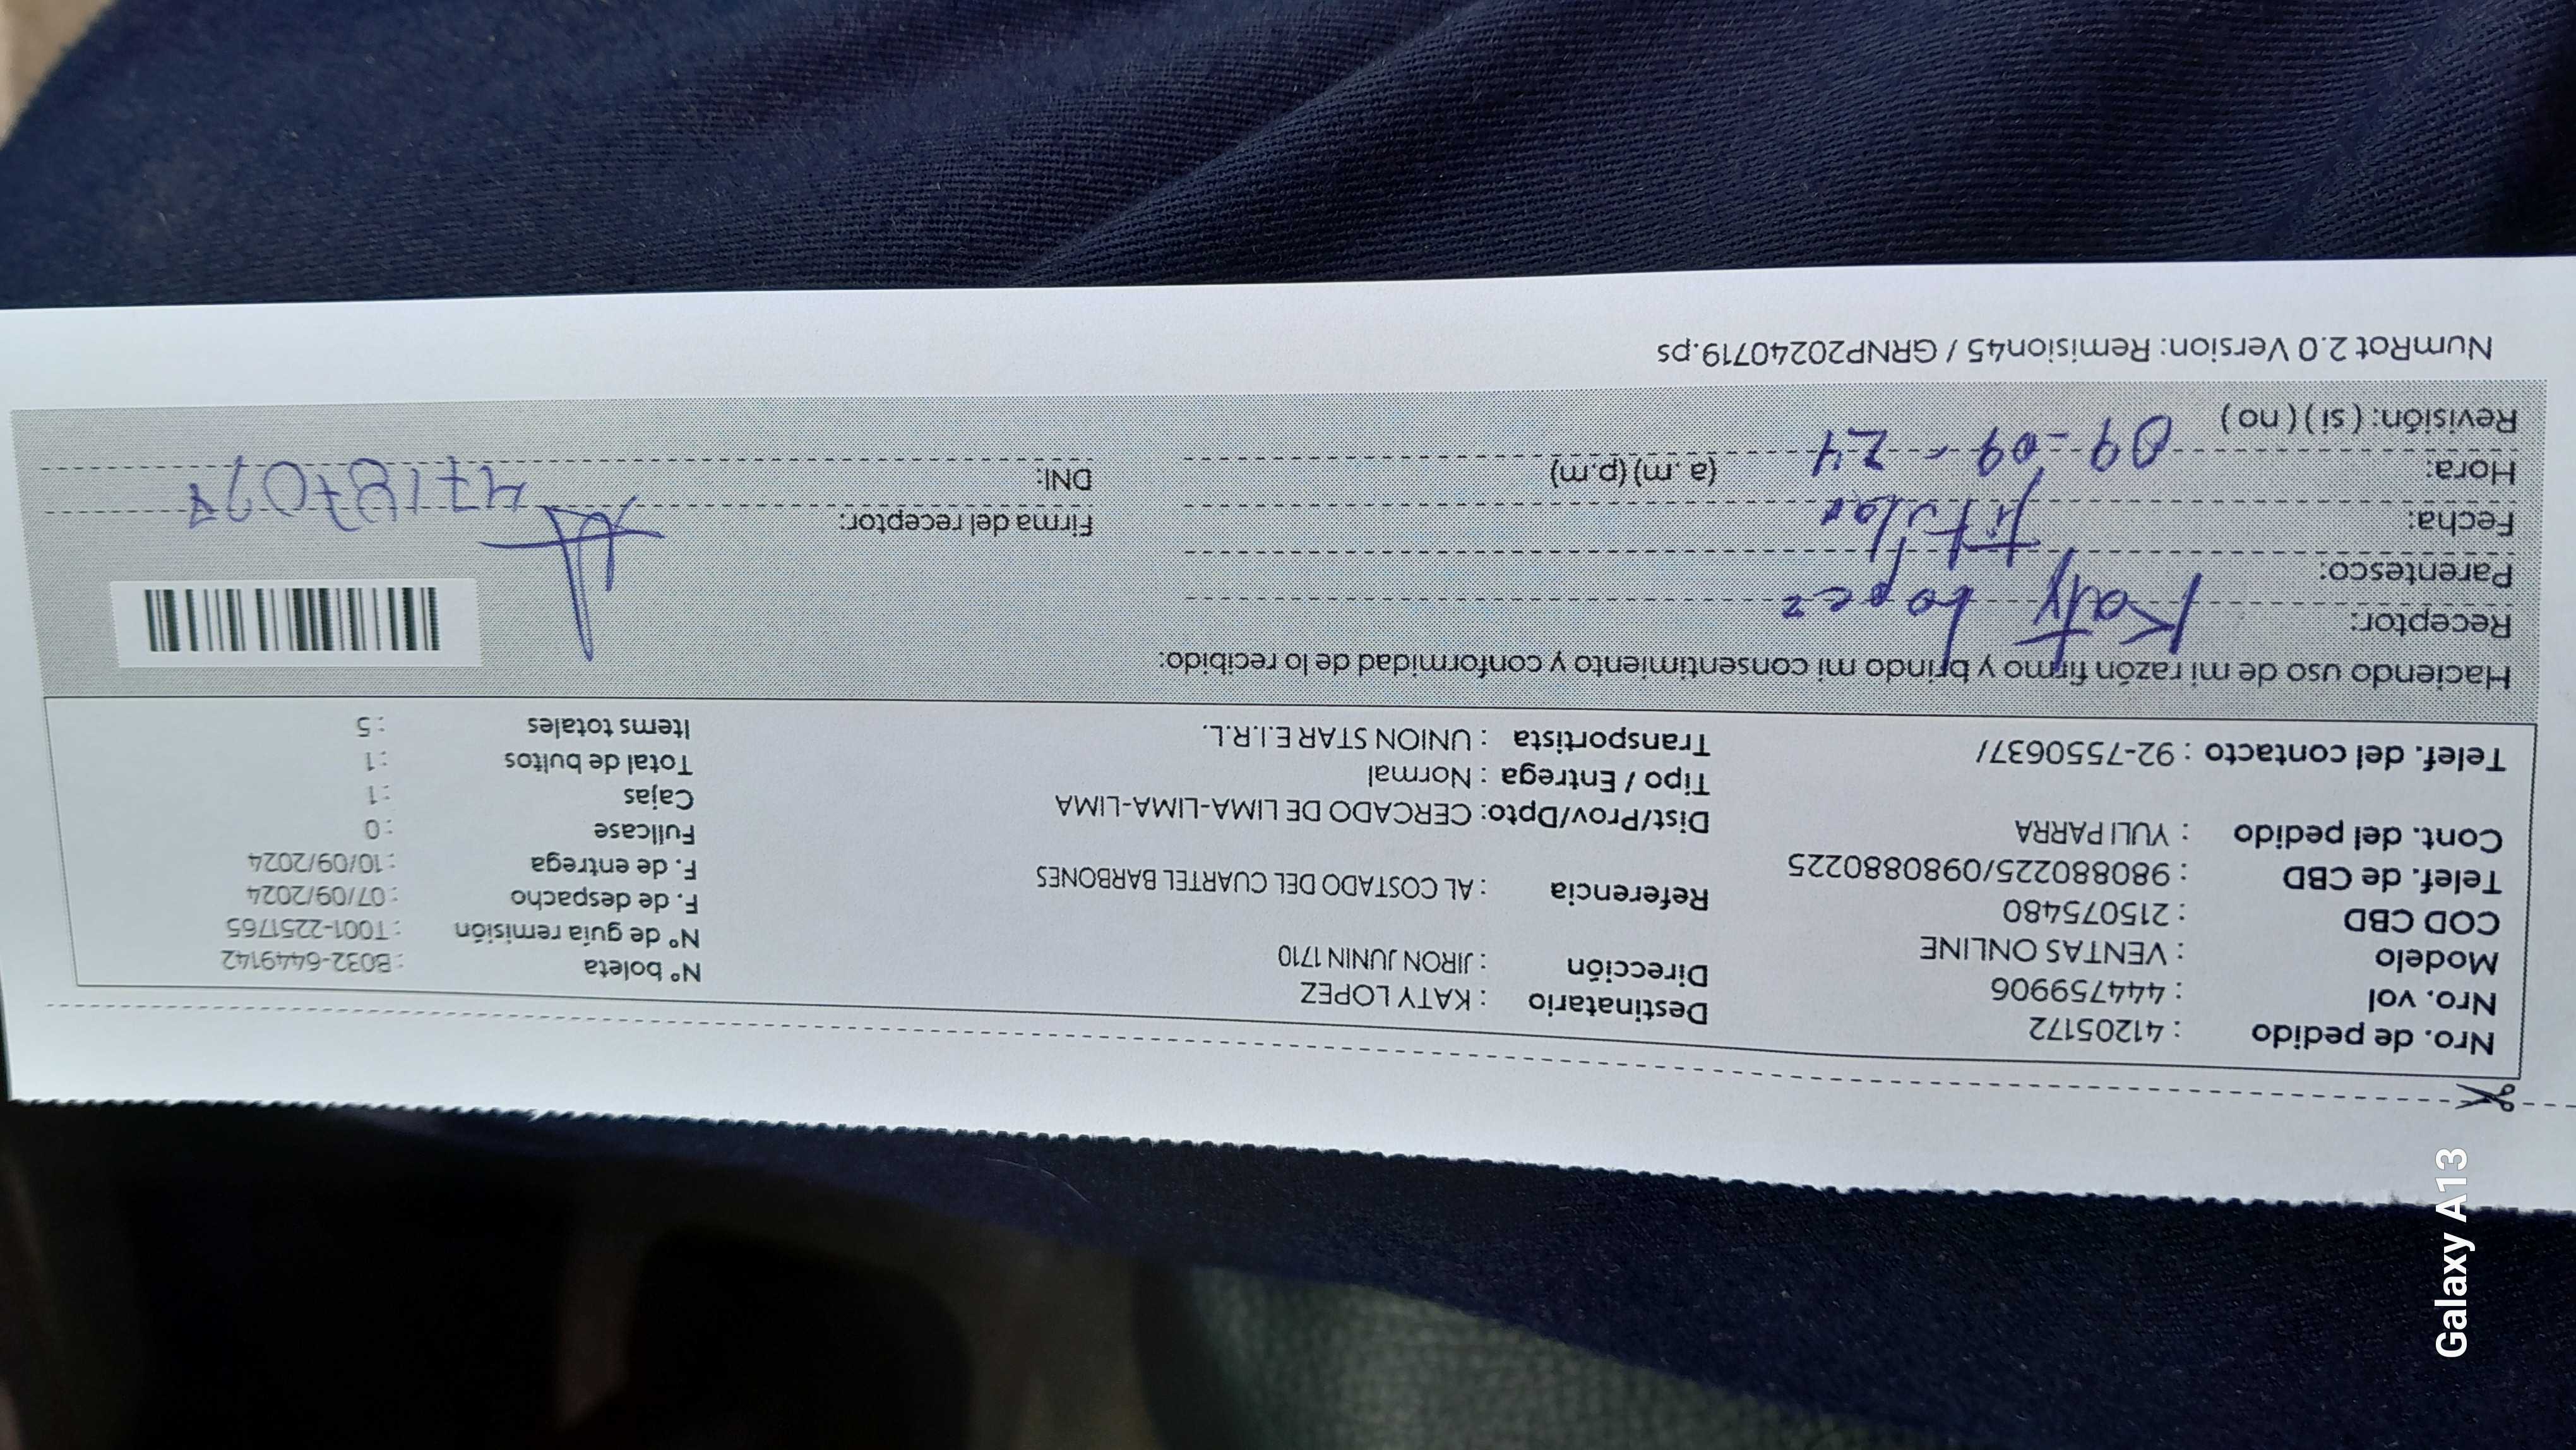 Nro. de pedido : 41205172
Nro. vol : 444759906
Modelo : VENTAS ONLINE
COD CBD : 215075480
Telef. de CBD : 980880225/0980880225
Cont. del pedido : YULI PARRA
Telef. del contacto : 92-7550637/
Destinatario : KATY LOPEZ
Dirección : JIRON JUNIN 1710
Referencia : AL COSTADO DEL CUARTEL BARBONES
Dist/Prov/Dpto: CERCADO DE LIMA-LIMA-LIMA
Tipo / Entrega : Normal
Transportista : UNION STAR E.I.R.L.
N° boleta : B032-6449142
N° de guía remisión : T001-2251765
F. de despacho : 07/09/2024
F. de entrega : 10/09/2024
Fullcase : 0
Cajas : 1
Total de bultos : 1
Items totales : 5
Haciendo uso de mi razón firmo y brindo mi consentimiento y conformidad de lo recibido:
Receptor: Katy Lopez
Parentesco: Titular
Fecha: 09-09-24
Hora: (a. m) (p.m)
Revisión: ( si ) ( no )
Firma del receptor:
DNI:
NumRot 2.0 Version: Remision45 / GRNP20240719.ps
Galaxy A13